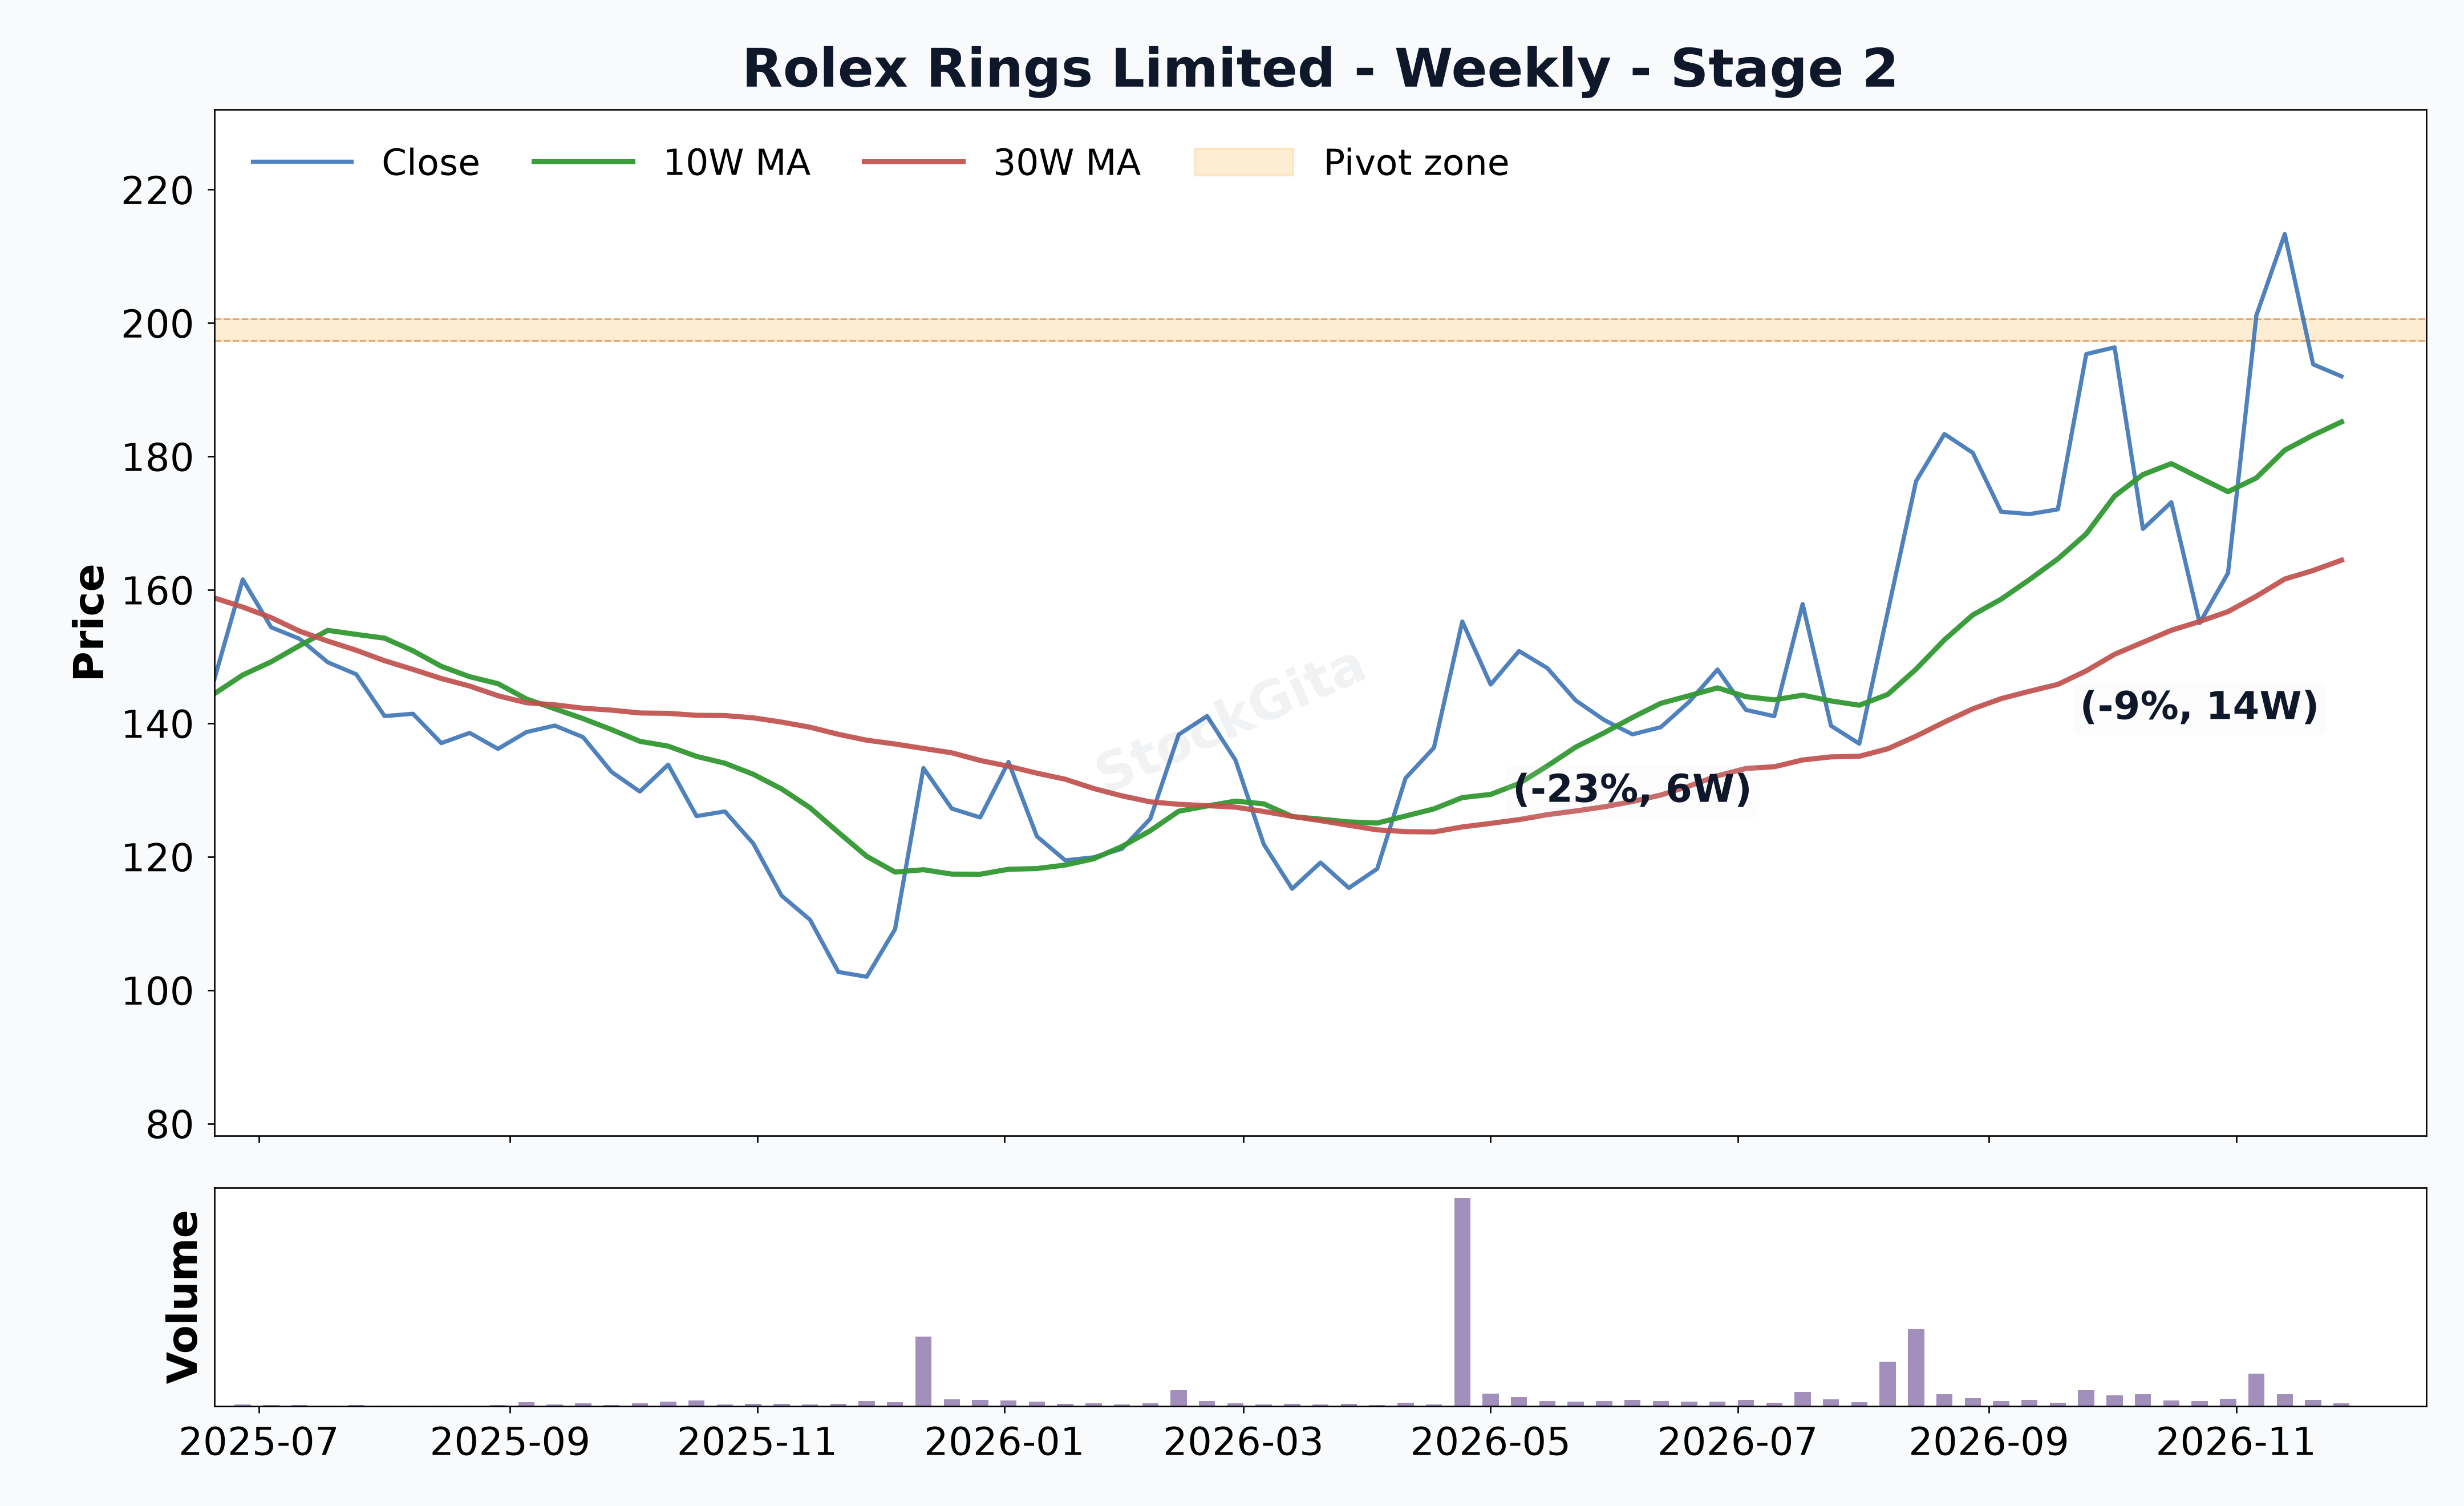 Rolex Rings Limited - Weekly - Stage 2
Close 10W MA 30W MA Pivot zone
220
200
180
160
140
120
100
80
Price
StockGita
(-23%, 6W)
(-9%, 14W)
Volume
2025-07 2025-09 2025-11 2026-01 2026-03 2026-05 2026-07 2026-09 2026-11